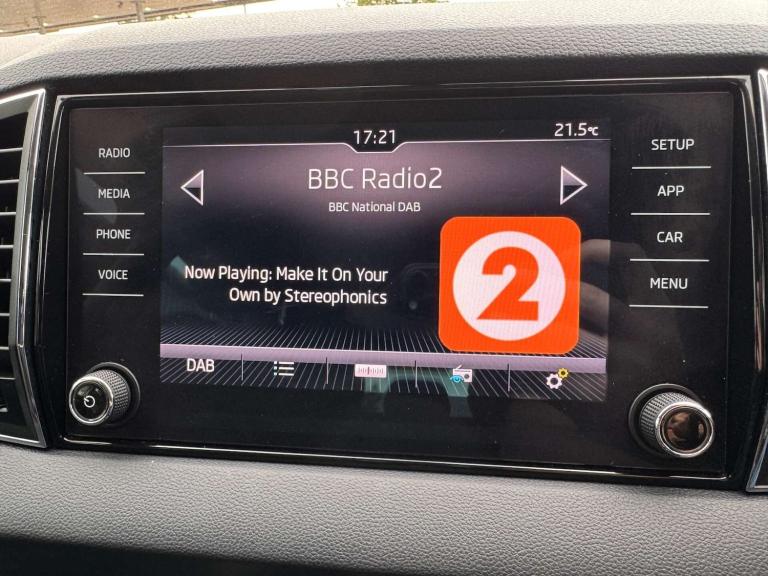 17:21
21.5°C
RADIO
MEDIA
PHONE
VOICE
BBC Radio2
BBC National DAB
Now Playing: Make It On Your
Own by Stereophonics
2
DAB
SETUP
APP
CAR
MENU